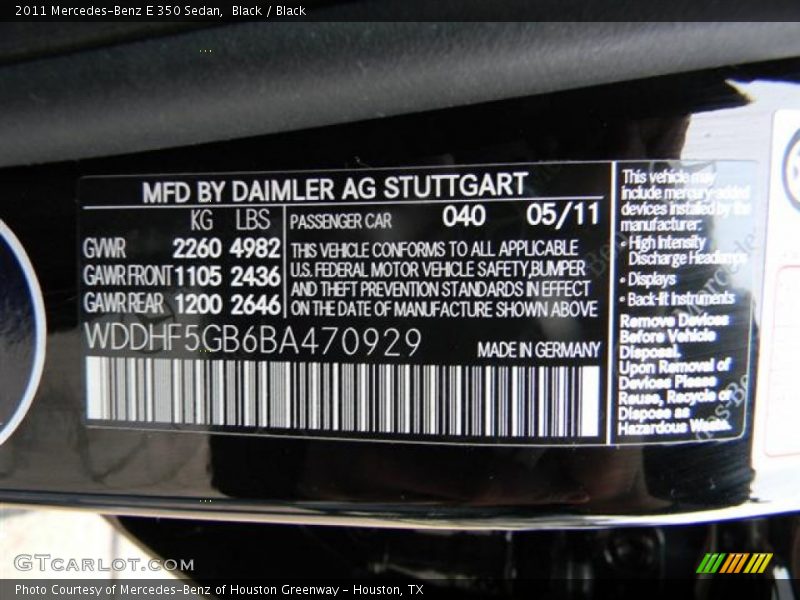 2011 Mercedes-Benz E 350 Sedan,  Black / Black
MFD BY DAIMLER AG STUTTGART
KG LBS
GVWR 2260 4982
GAWR FRONT 1105 2436
GAWR REAR 1200 2646
PASSENGER CAR 040 05/11
THIS VEHICLE CONFORMS TO ALL APPLICABLE
U.S. FEDERAL MOTOR VEHICLE SAFETY,BUMPER
AND THEFT PREVENTION STANDARDS IN EFFECT
ON THE DATE OF MANUFACTURE SHOWN ABOVE
WDDHF5GB6BA470929
MADE IN GERMANY
This vehicle may
include mercury-added
devices installed by the
manufacturer:
• High Intensity
Discharge Headlamps
• Displays
• Back-lit Instruments
Remove Devices
Before Vehicle
Disposal.
Upon Removal of
Devices Please
Reuse, Recycle or
Dispose as
Hazardous Waste.
GTCARLOT.COM
Photo Courtesy of Mercedes-Benz of Houston Greenway - Houston, TX